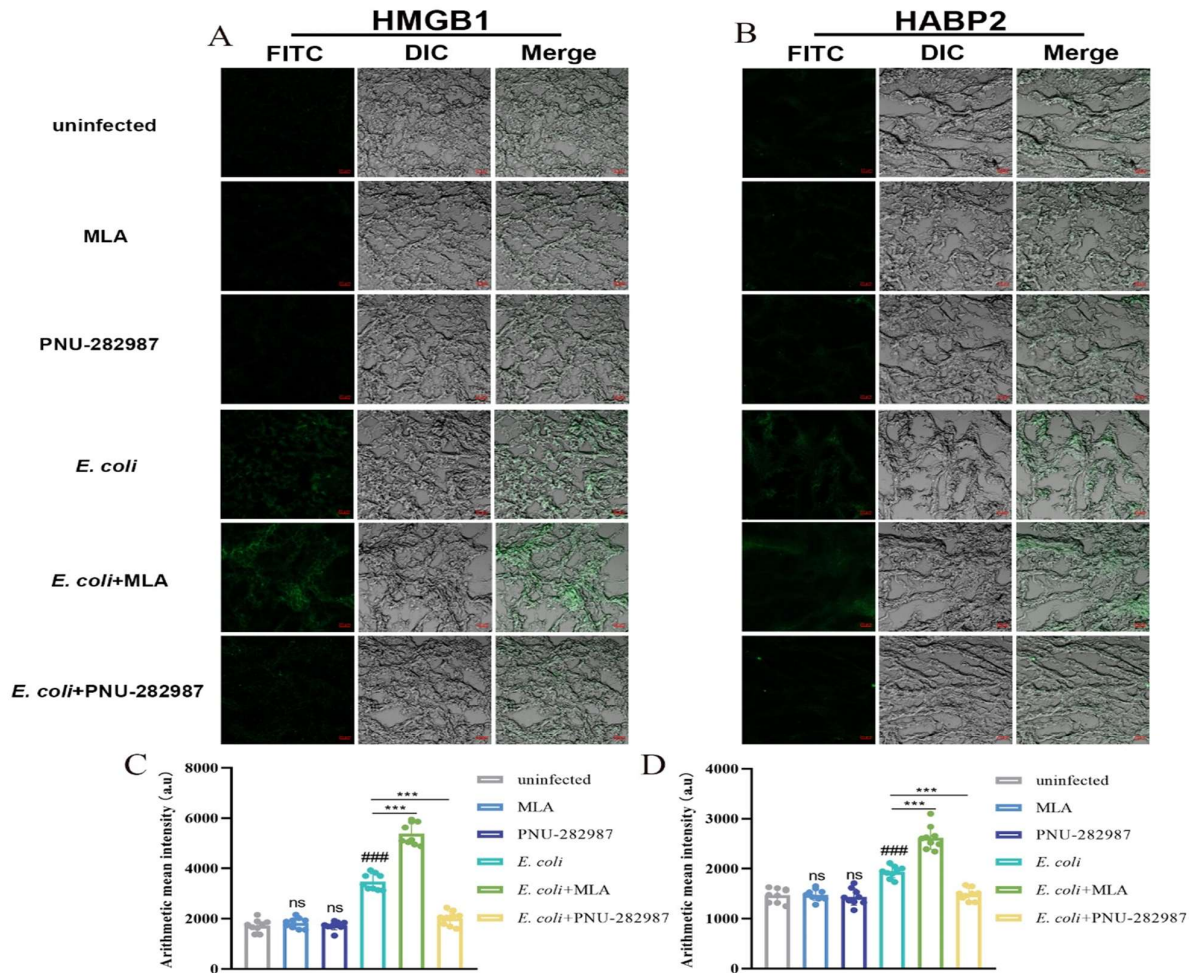 A
HMGB1
FITC DIC Merge
B
HABP2
FITC DIC Merge
uninfected
MLA
PNU-282987
E. coli
E. coli+MLA
E. coli+PNU-282987
C
Arithmetic mean intensity (a.u)
8000
6000
4000
2000
0
ns
ns
###
***
***
uninfected
MLA
PNU-282987
E. coli
E. coli+MLA
E. coli+PNU-282987
D
Arithmetic mean intensity (a.u)
4000
3000
2000
1000
0
ns
ns
###
***
***
uninfected
MLA
PNU-282987
E. coli
E. coli+MLA
E. coli+PNU-282987